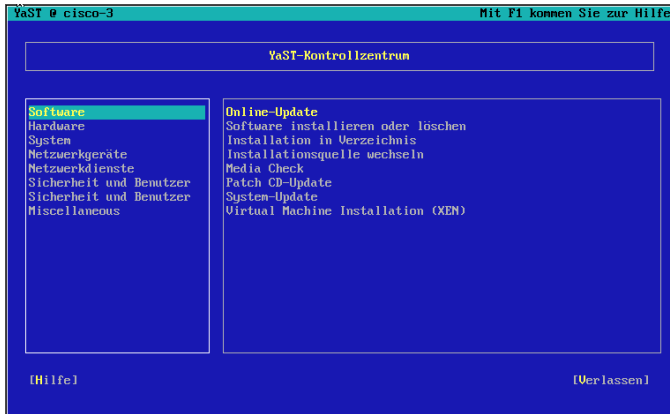 YaST @ cisco-3 Mit F1 kommen Sie zur Hilfe
YaST-Kontrollzentrum
Software
Hardware
System
Netzwerkgeräte
Netzwerkdienste
Sicherheit und Benutzer
Sicherheit und Benutzer
Miscellaneous
Online-Update
Software installieren oder löschen
Installation in Verzeichnis
Installationsquelle wechseln
Media Check
Patch CD-Update
System-Update
Virtual Machine Installation (XEN)
[Hilfe] [Verlassen]